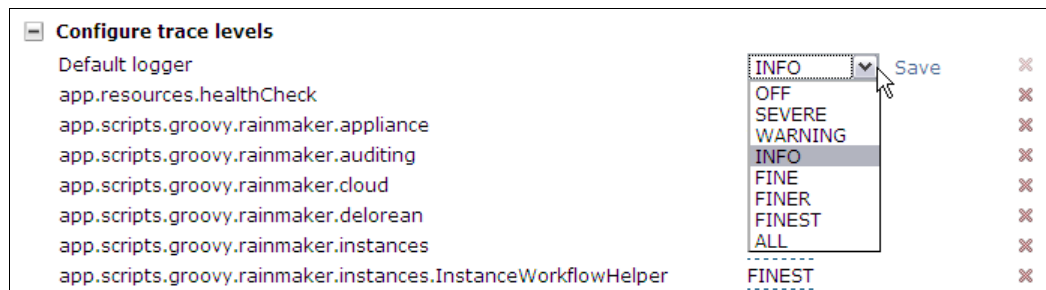 Configure trace levels
Default logger INFO Save
app.resources.healthCheck OFF
SEVERE
app.scripts.groovy.rainmaker.appliance WARNING
app.scripts.groovy.rainmaker.auditing INFO
app.scripts.groovy.rainmaker.cloud FINE
FINER
app.scripts.groovy.rainmaker.delorean FINEST
app.scripts.groovy.rainmaker.instances ALL
app.scripts.groovy.rainmaker.instances.InstanceWorkflowHelper FINEST